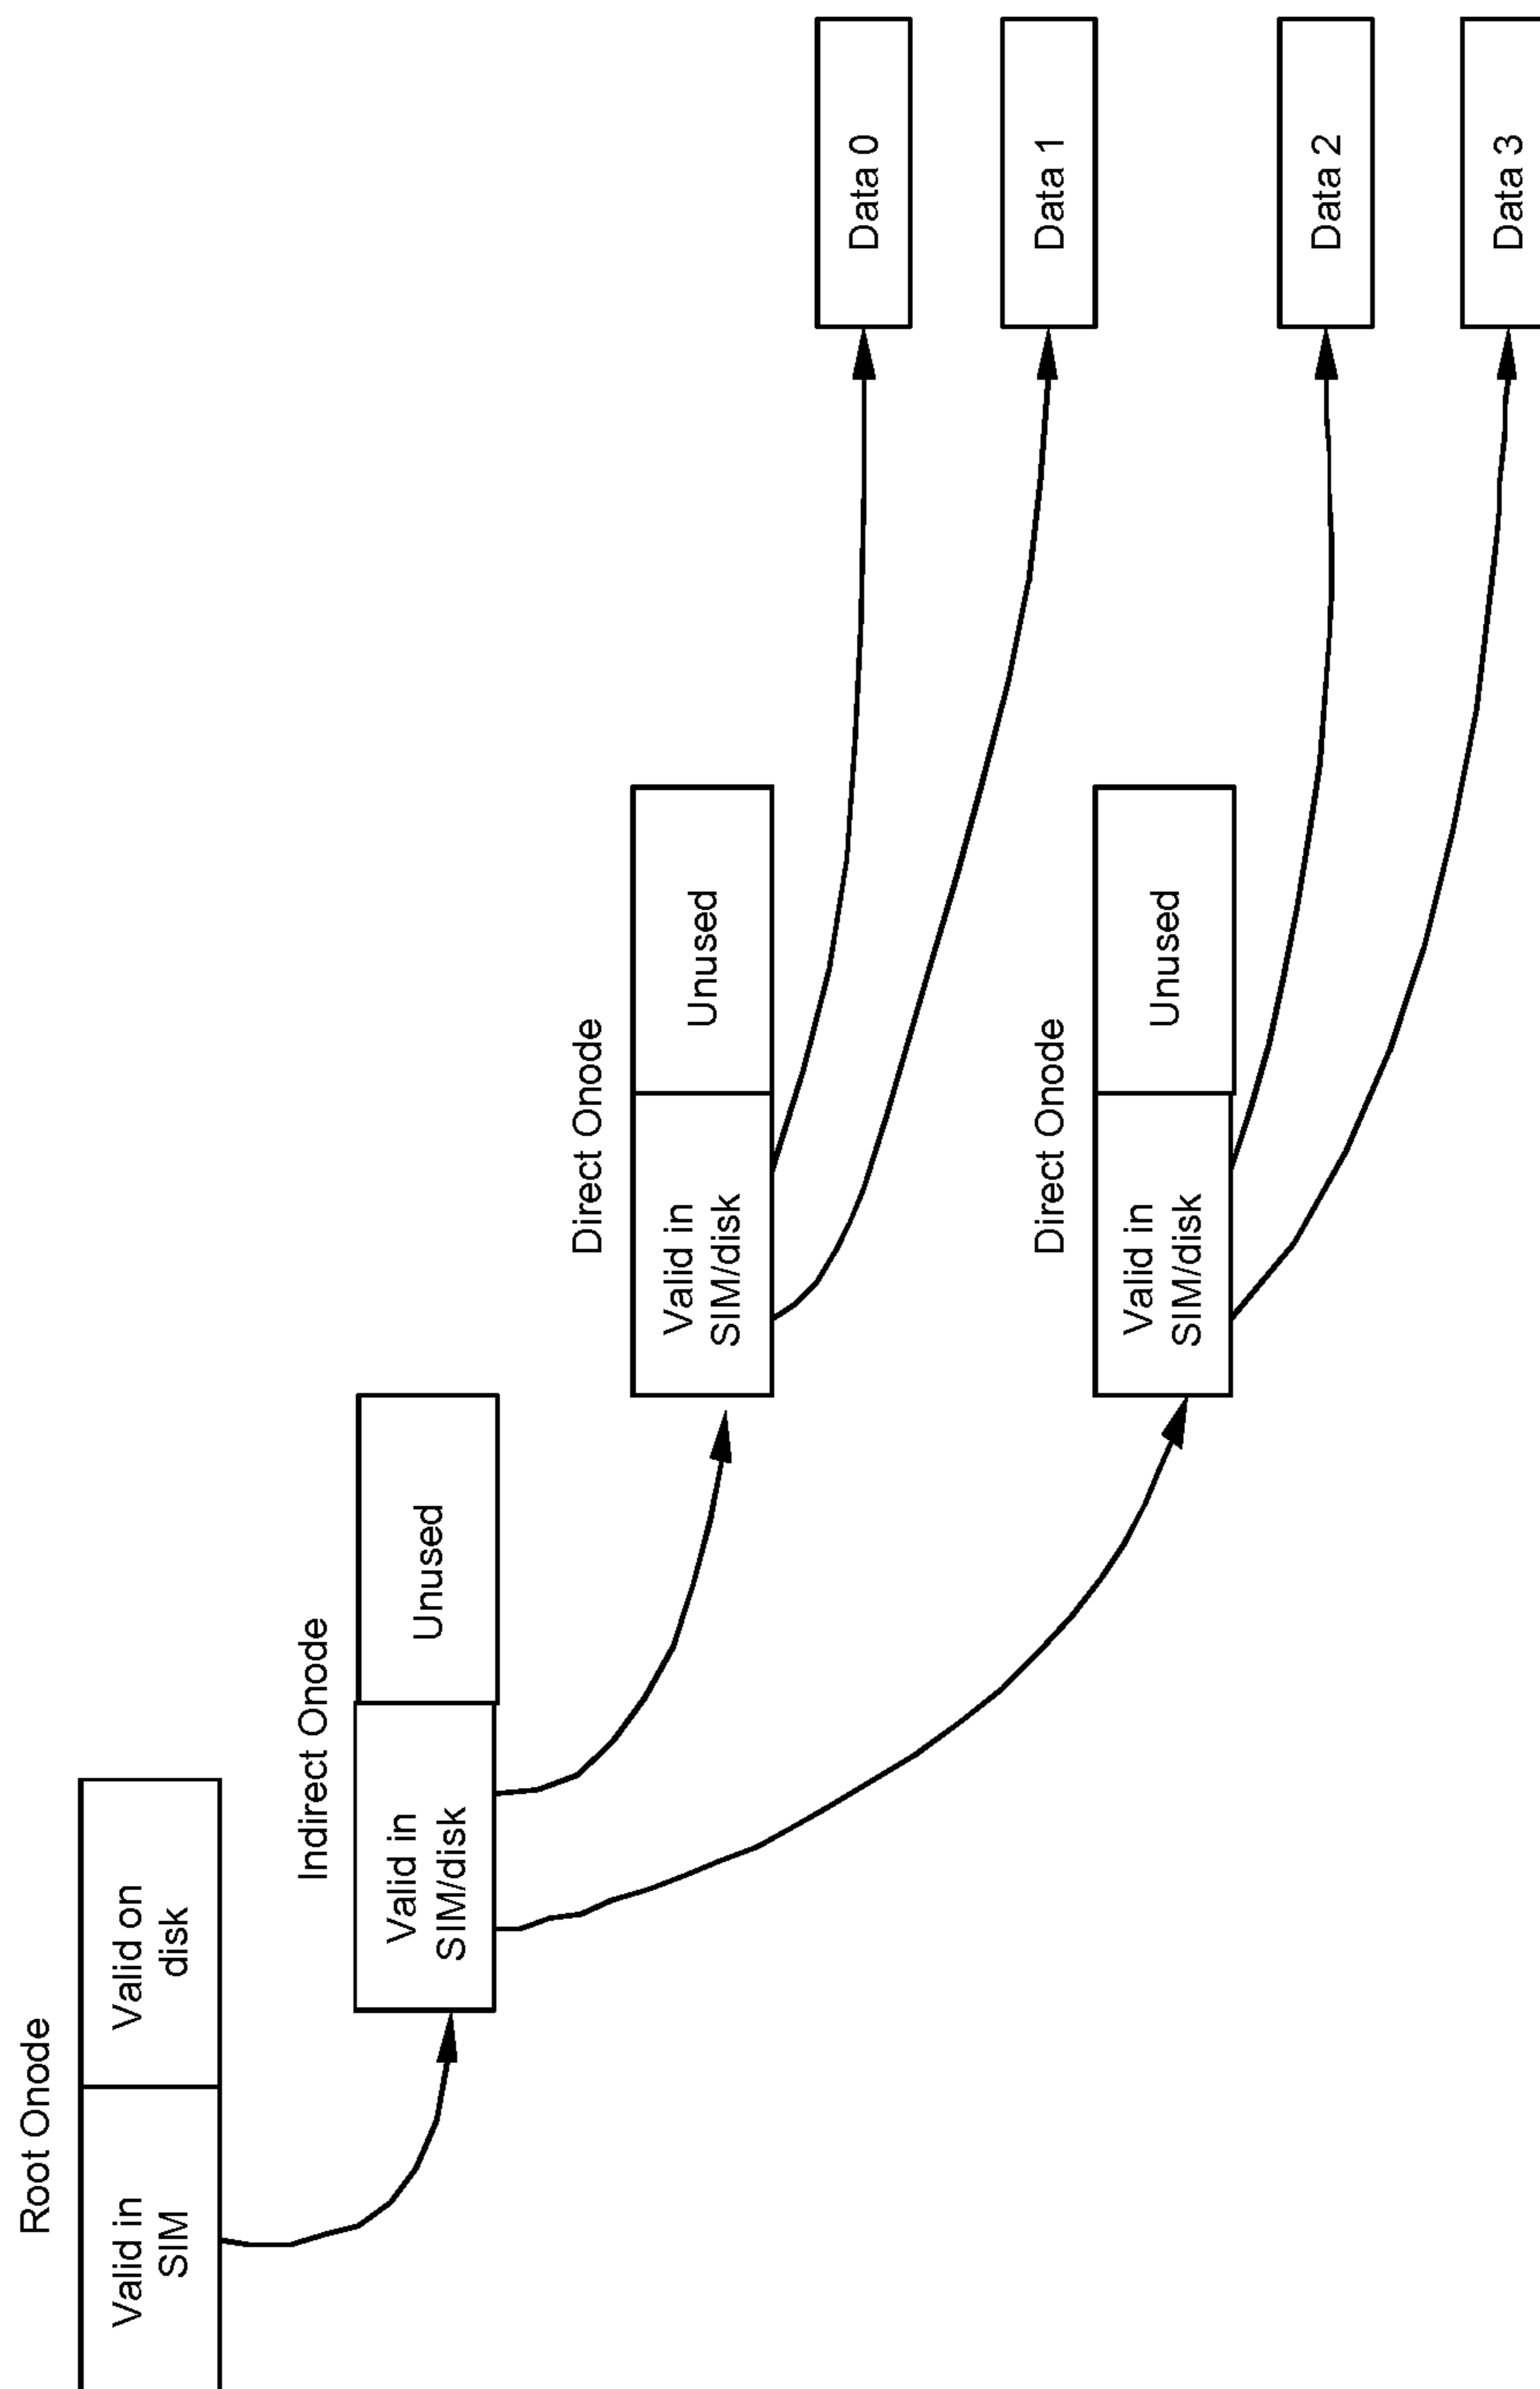 Root Onode
Valid in
SIM
Valid on
disk
Indirect Onode
Valid in
SIM/disk
Unused
Direct Onode
Valid in
SIM/disk
Unused
Data 0
Data 1
Direct Onode
Valid in
SIM/disk
Unused
Data 2
Data 3